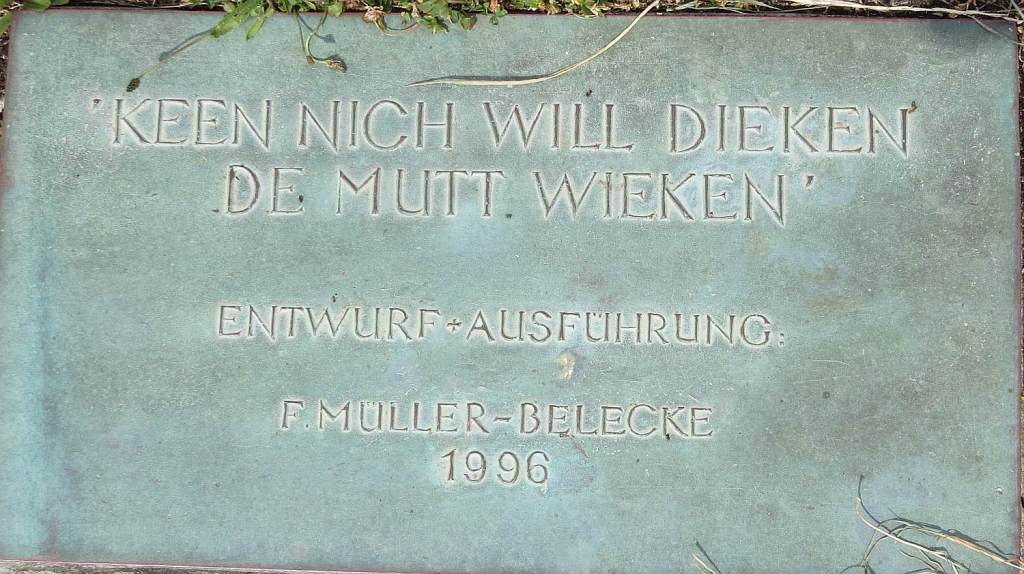 'KEEN NICH WILL DIEKEN
DE MUTT WIEKEN'
ENTWURF + AUSFÜHRUNG:
F. MÜLLER-BELECKE
1996